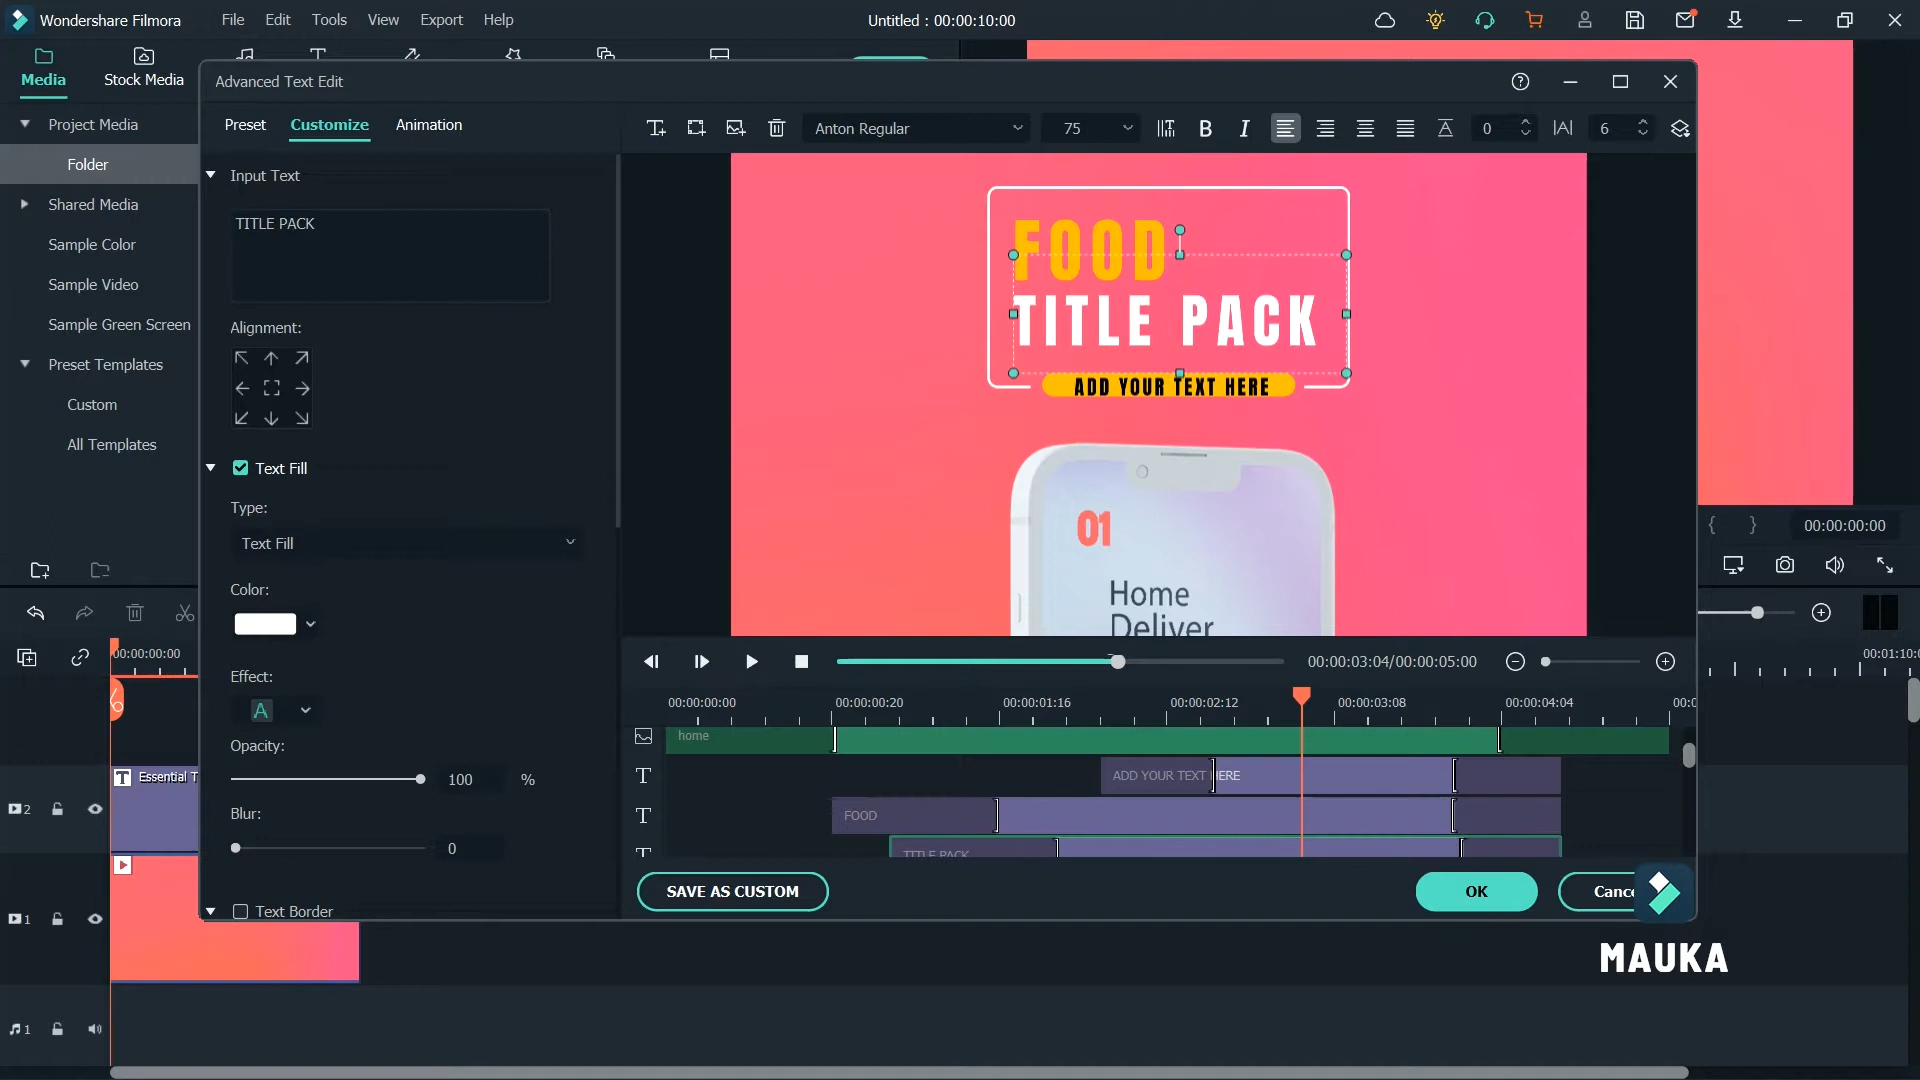 Wondershare Filmora
File Edit Tools View Export Help
Untitled : 00:00:10:00
Media
Stock Media
Advanced Text Edit
Preset Customize Animation
Anton Regular
75
0
6
Project Media
Folder
Shared Media
Sample Color
Sample Video
Sample Green Screen
Preset Templates
Custom
All Templates
Input Text
TITLE PACK
Alignment:
Text Fill
Type:
Text Fill
Color:
Effect:
A
Opacity:
100 %
Blur:
0
Text Border
FOOD
TITLE PACK
ADD YOUR TEXT HERE
01
Home
Deliver
00:00:00:00
00:00:03:04/00:00:05:00
00:00:00:00 00:00:00:20 00:00:01:16 00:00:02:12 00:00:03:08 00:00:04:04
home
ADD YOUR TEXT HERE
FOOD
TITLE PACK
SAVE AS CUSTOM
OK
00:00:00:00
Essential T
2
1
1
MAUKA